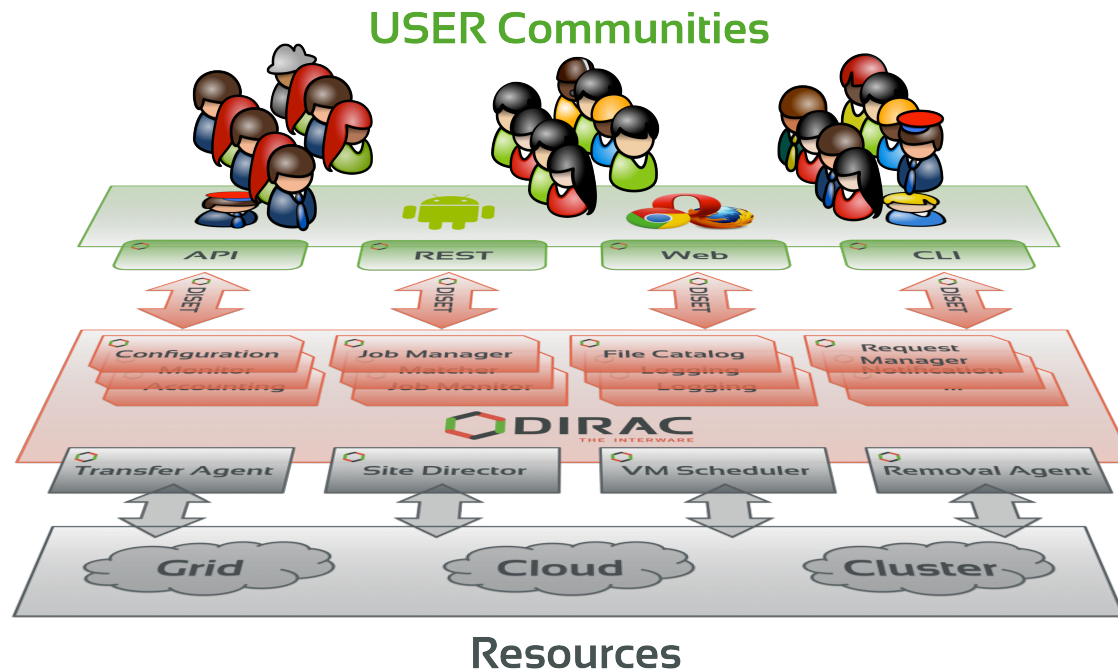 USER Communities
API
REST
Web
CLI
DISET
DISET
DISET
DISET
Configuration
Monitor
Accounting
Job Manager
Matcher
Job Monitor
File Catalog
Logging
Logging
Request
Manager
Notification
...
DIRAC
THE INTERWARE
Transfer Agent
Site Director
VM Scheduler
Removal Agent
Grid
Cloud
Cluster
Resources